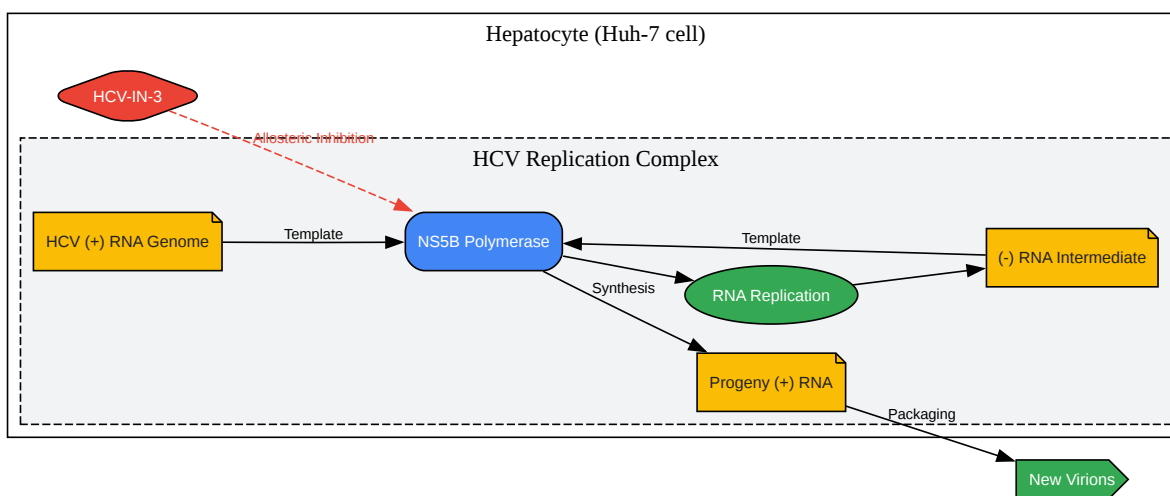 Hepatocyte (Huh-7 cell)
HCV-IN-3
Allosteric Inhibition
HCV Replication Complex
HCV (+) RNA Genome
Template
NS5B Polymerase
Template
(-) RNA Intermediate
Synthesis
RNA Replication
Progeny (+) RNA
Packaging
New Virions